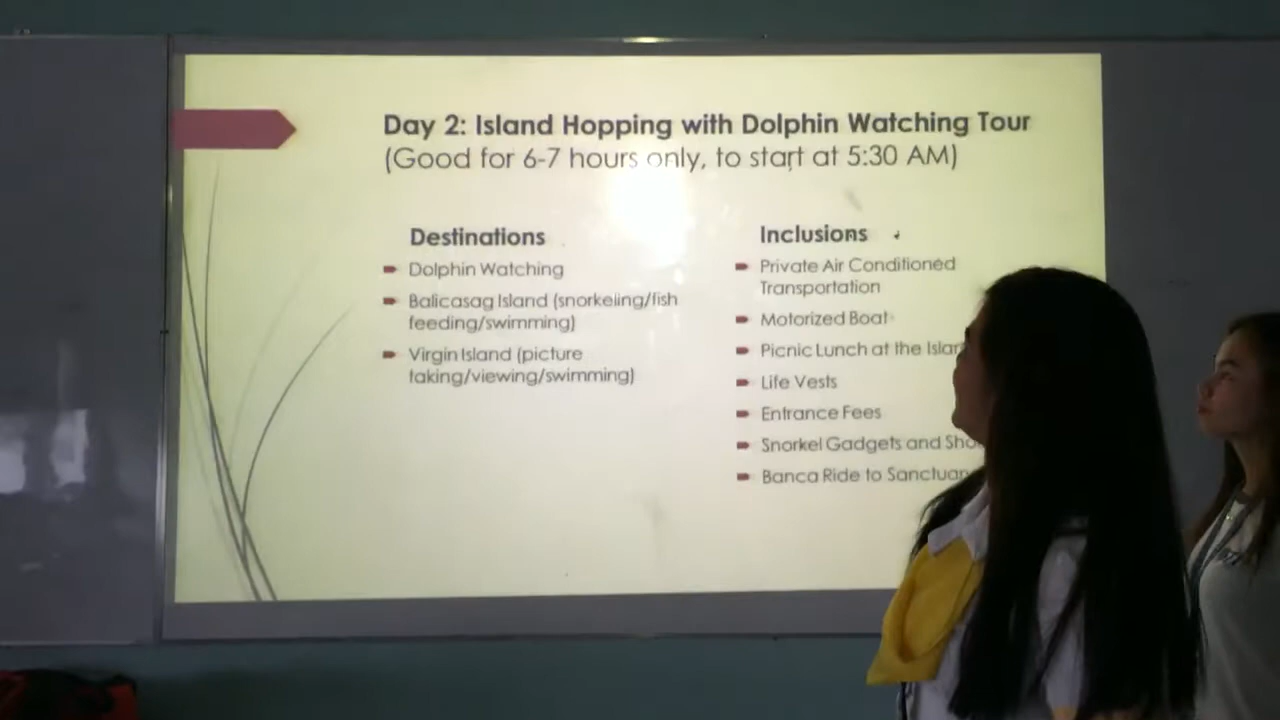 Day 2: Island Hopping with Dolphin Watching Tour
(Good for 6-7 hours only, to start at 5:30 AM)
Destinations
Dolphin Watching
Balicasag Island (snorkeling/fish
feeding/swimming)
Virgin Island (picture
taking/viewing/swimming)
Inclusions
Private Air Conditioned
Transportation
Motorized Boat
Picnic Lunch at the
Life Vests
Entrance Fees
Snorkel Gadgets and
Banca Ride to